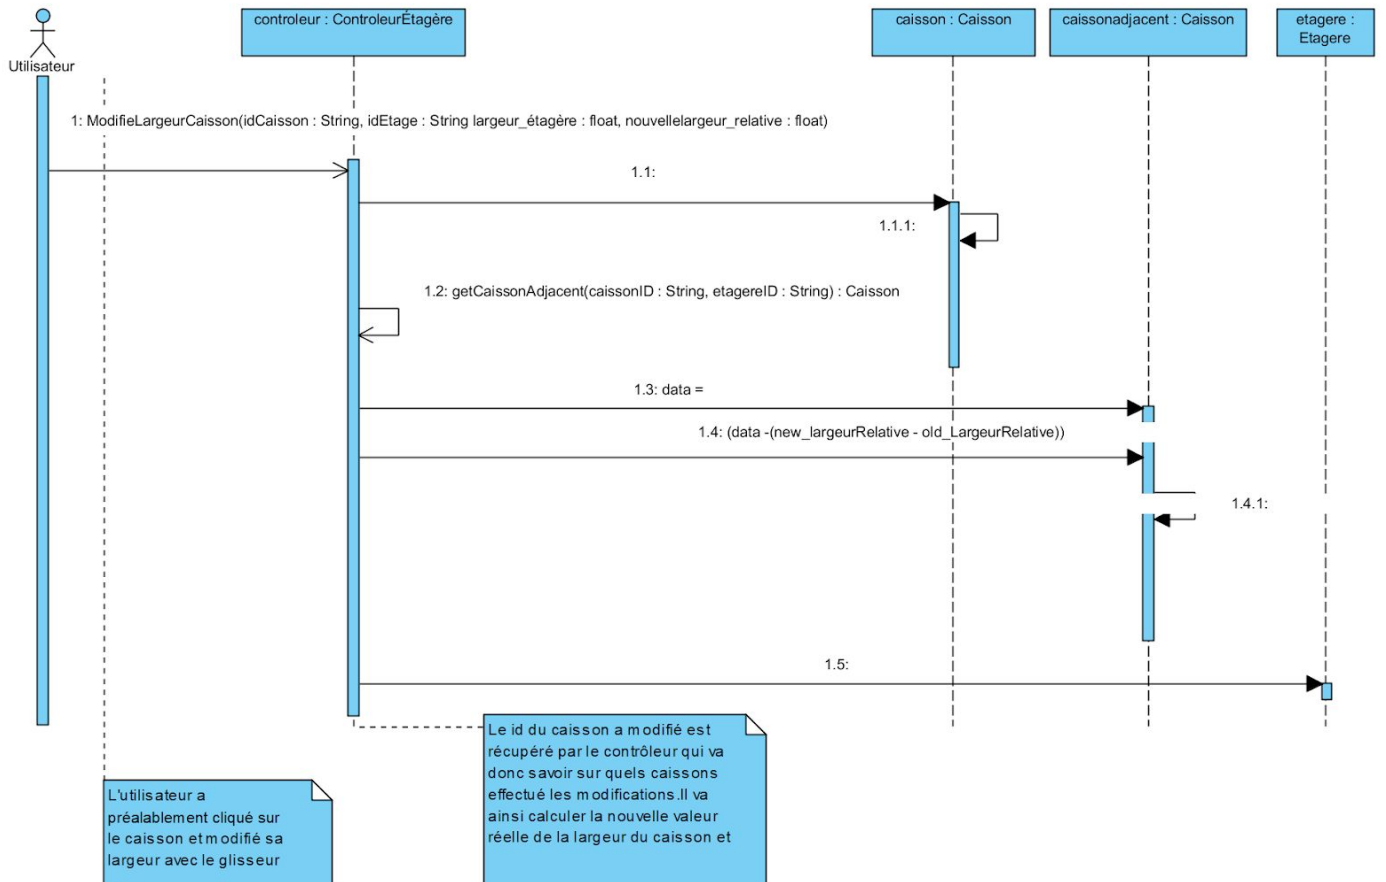 Utilisateur
controleur : ControleurÉtagère
caisson : Caisson
caissonadjacent : Caisson
etagere :
Etagere
1: ModifieLargeurCaisson(idCaisson : String, idEtage : String largeur_étagère : float, nouvellelargeur_relative : float)
1.1:
1.1.1:
1.2: getCaissonAdjacent(caissonID : String, etagereID : String) : Caisson
1.3: data =
1.4: (data -(new_largeurRelative - old_LargeurRelative))
1.4.1:
1.5:
Le id du caisson a modifié est
récupéré par le contrôleur qui va
donc savoir sur quels caissons
effectué les modifications.Il va
ainsi calculer la nouvelle valeur
réelle de la largeur du caisson et
L'utilisateur a
préalablement cliqué sur
le caisson et modifié sa
largeur avec le glisseur